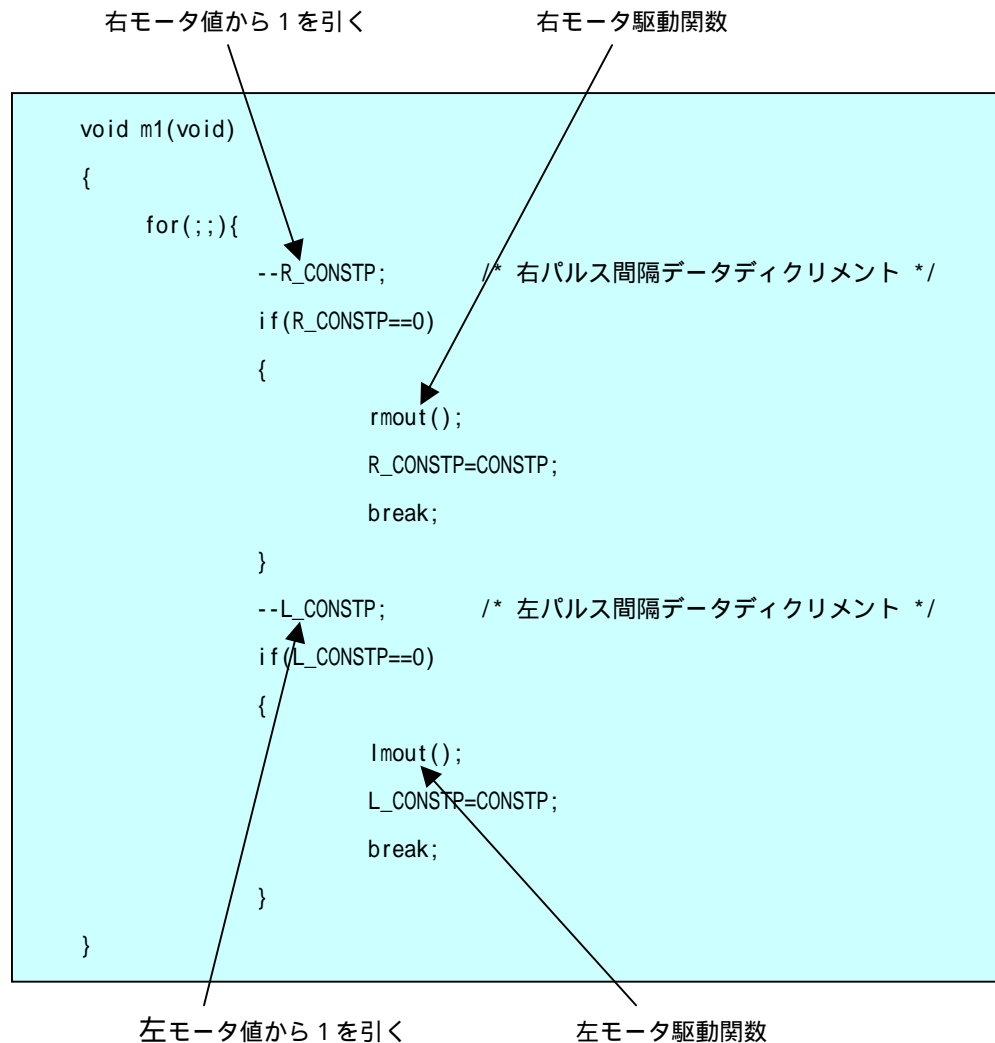 右モータ値から１を引く 右モータ駆動関数
void m1(void)
{
for(;;){
--R_CONSTP; /* 右パルス間隔データディクリメント */
if(R_CONSTP==0)
{
rmout();
R_CONSTP=CONSTP;
break;
}
--L_CONSTP; /* 左パルス間隔データディクリメント */
if(L_CONSTP==0)
{
lmout();
L_CONSTP=CONSTP;
break;
}
}
左モータ値から１を引く 左モータ駆動関数